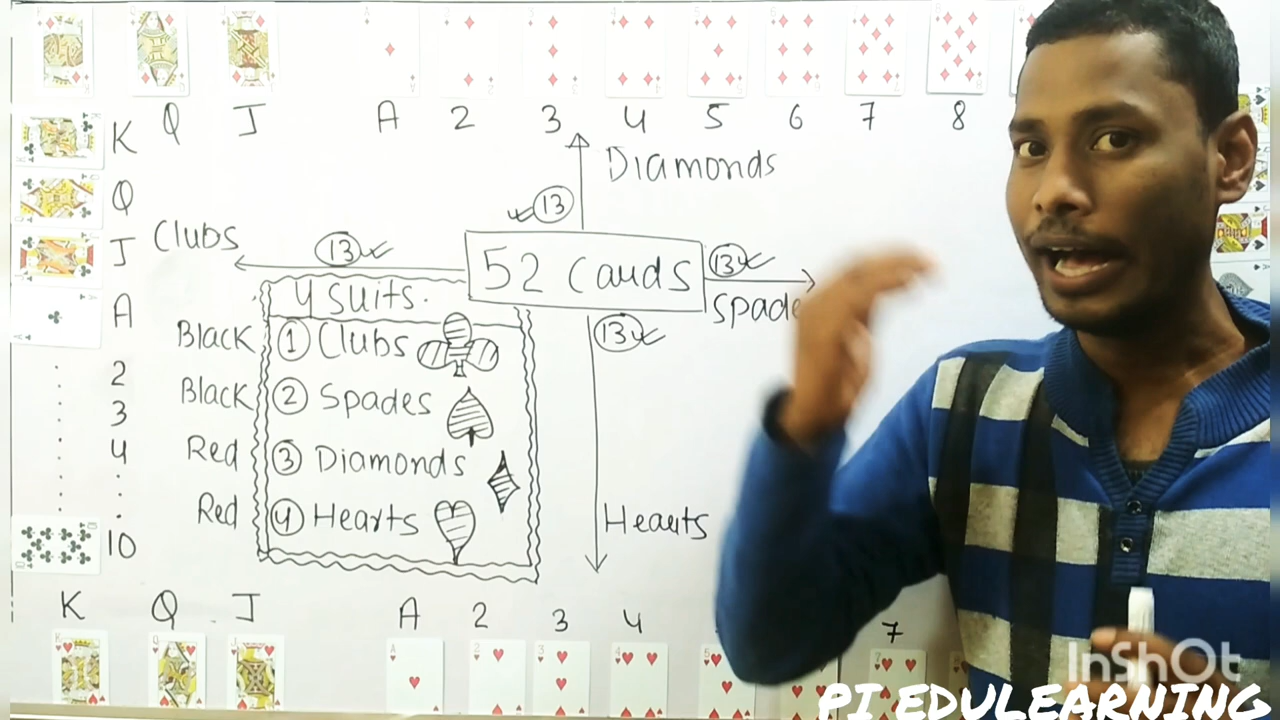 Q J A 2 3 4 5 6 7 8
K
Diamonds
Q
13
Clubs
13
J
52 Cards
13
4 Suits.
Spade
A
13
Black 1 Clubs
2
Black 2 Spades
3
Red 3 Diamonds
4
Red 4 Hearts
Hearts
10
K Q J A 2 3 4 7
InShOt
PI EDULEARNING